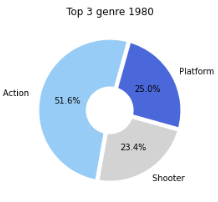 Top 3 genre 1980
Platform
25.0%
Action
51.6%
23.4%
Shooter